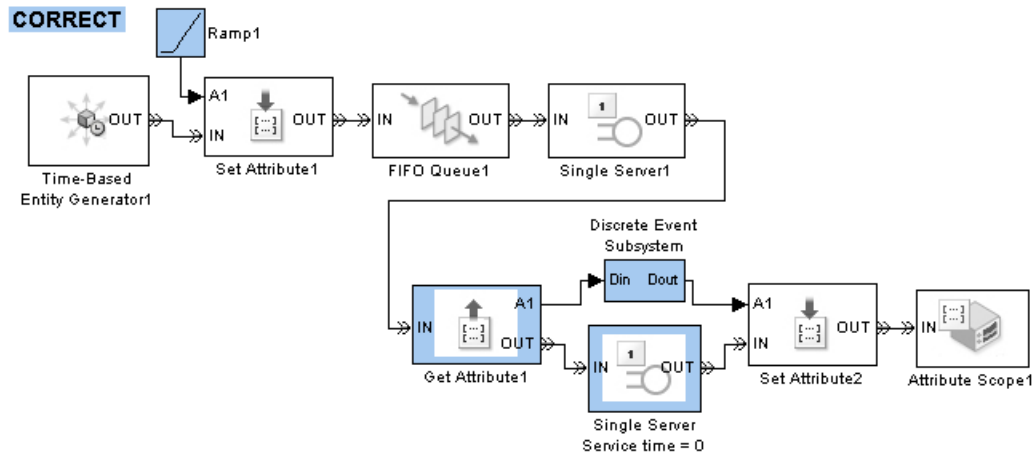 CORRECT
Ramp1
A1
IN
OUT
OUT
IN
OUT
IN
1
OUT
Time-Based
Entity Generator1
Set Attribute1
FIFO Queue1
Single Server1
Discrete Event
Subsystem
Din
Dout
IN
A1
OUT
IN
1
OUT
A1
IN
OUT
IN
Get Attribute1
Single Server
Service time = 0
Set Attribute2
Attribute Scope1